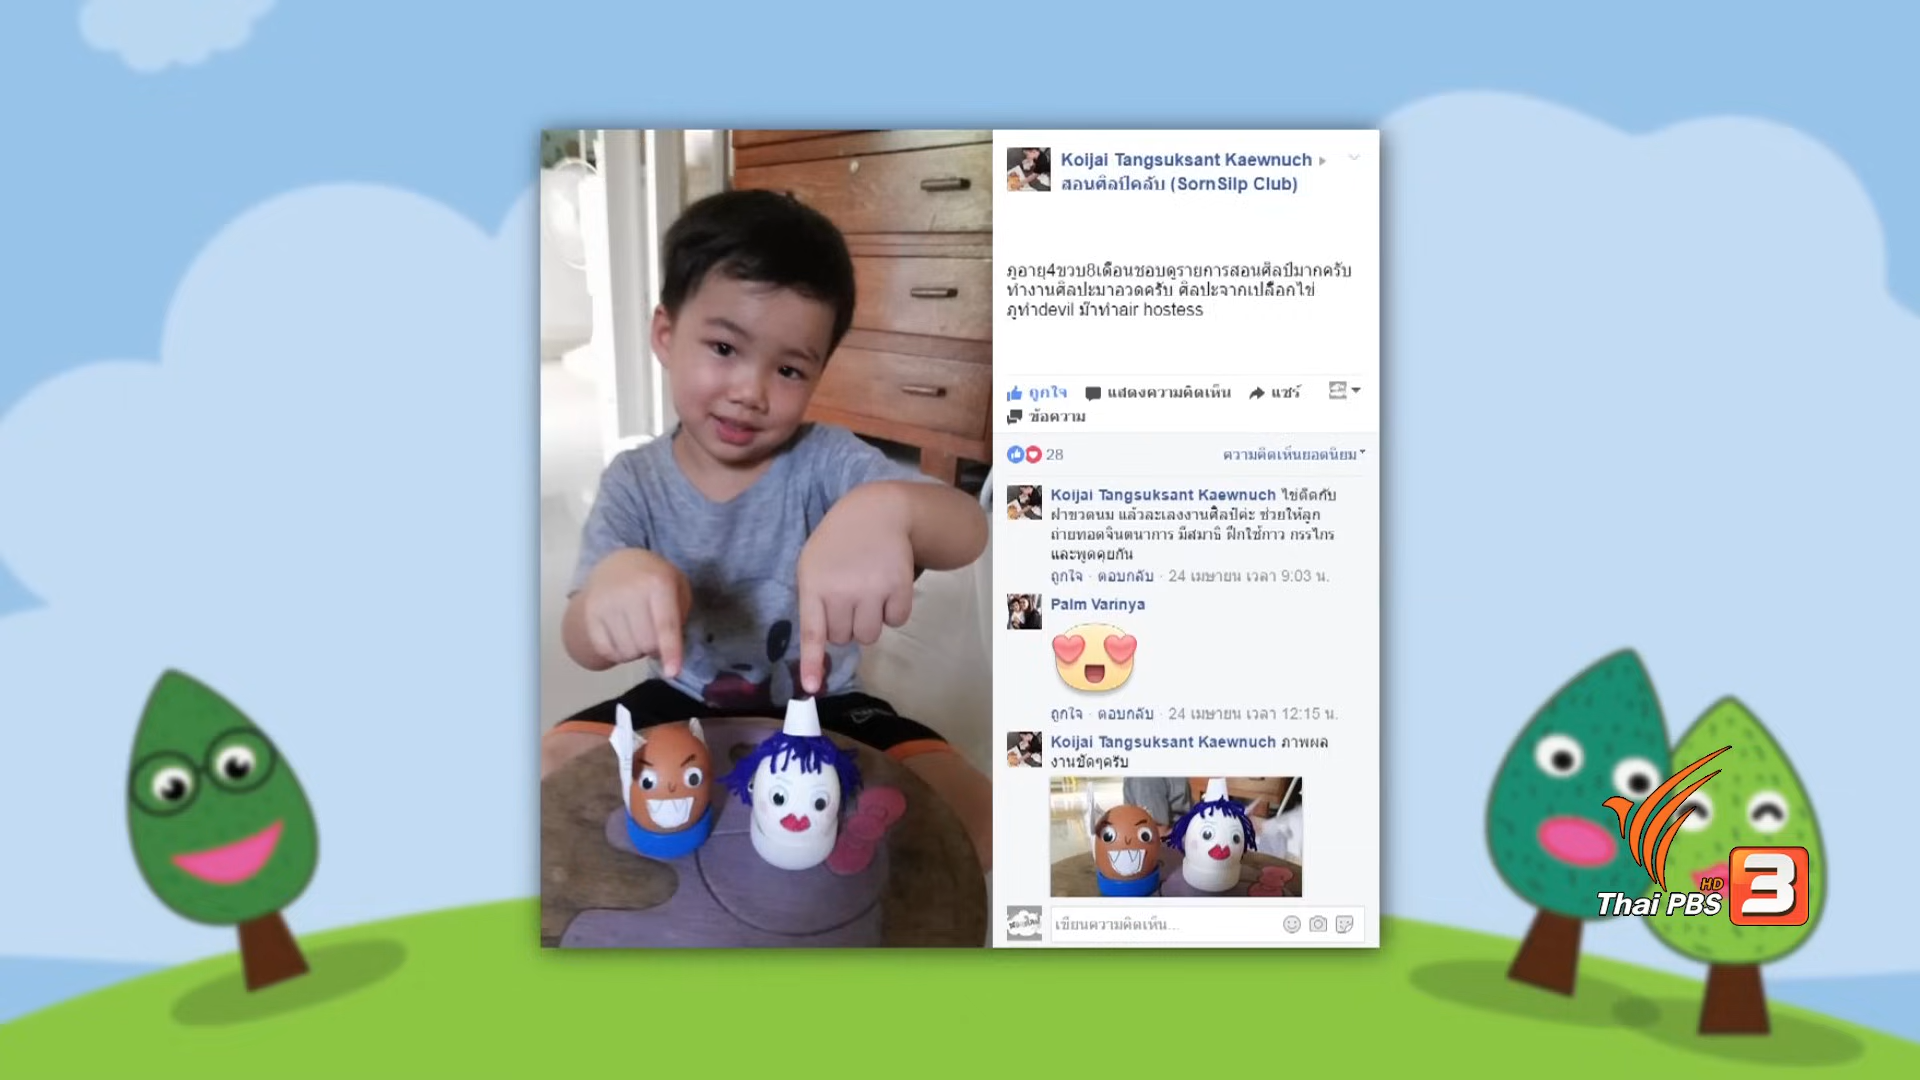 Koijai Tangsuksant Kaewnuch
สอนศิลป์คลับ (SornSilp Club)
ภูอายุ4ขวบ8เดือนชอบดูรายการสอนศิลป์มากครับ
ทำงานศิลปะมาอวดครับ ศิลปะจากเปลือกไข่
ภูทำdevil ม๊าทำair hostess
ถูกใจ แสดงความคิดเห็น แชร์
ข้อความ
28 ความคิดเห็นยอดนิยม
Koijai Tangsuksant Kaewnuch ไข่ติดกับ
ฝาขวดนม แล้วละเลงงานศิลป์ค่ะ ช่วยให้ลูก
ถ่ายทอดจินตนาการ มีสมาธิ ฝึกใช้กาว กรรไกร
และพูดคุยกัน
ถูกใจ · ตอบกลับ · 24 เมษายน เวลา 9:03 น.
Palm Varinya
ถูกใจ · ตอบกลับ · 24 เมษายน เวลา 12:15 น.
Koijai Tangsuksant Kaewnuch ภาพผล
งานชัดๆครับ
เขียนความคิดเห็น...
HD
Thai PBS 3